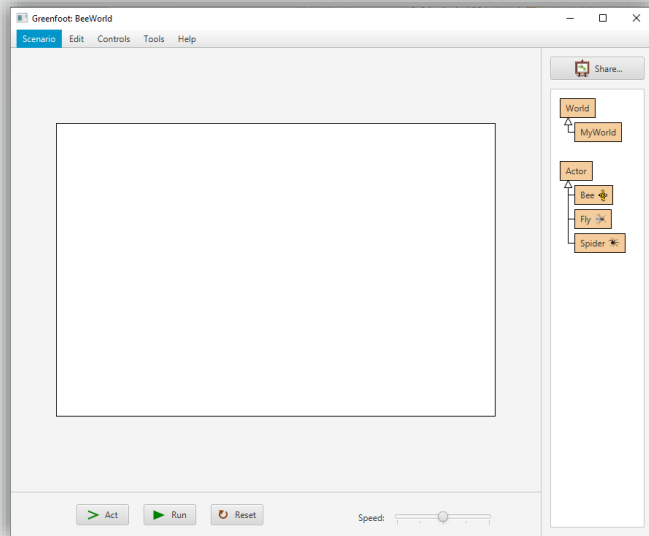 Greenfoot: BeeWorld
Scenario Edit Controls Tools Help
Share...
World
MyWorld
Actor
Bee
Fly
Spider
Act Run Reset Speed: